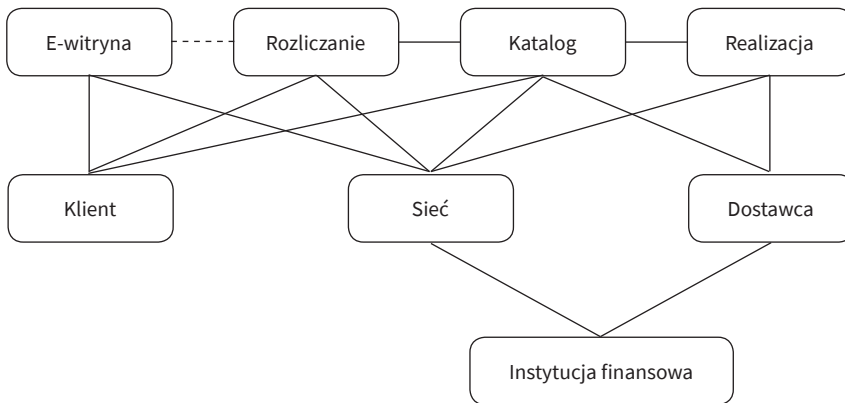 E-witryna
Rozliczanie
Katalog
Realizacja
Klient
Sieć
Dostawca
Instytucja finansowa